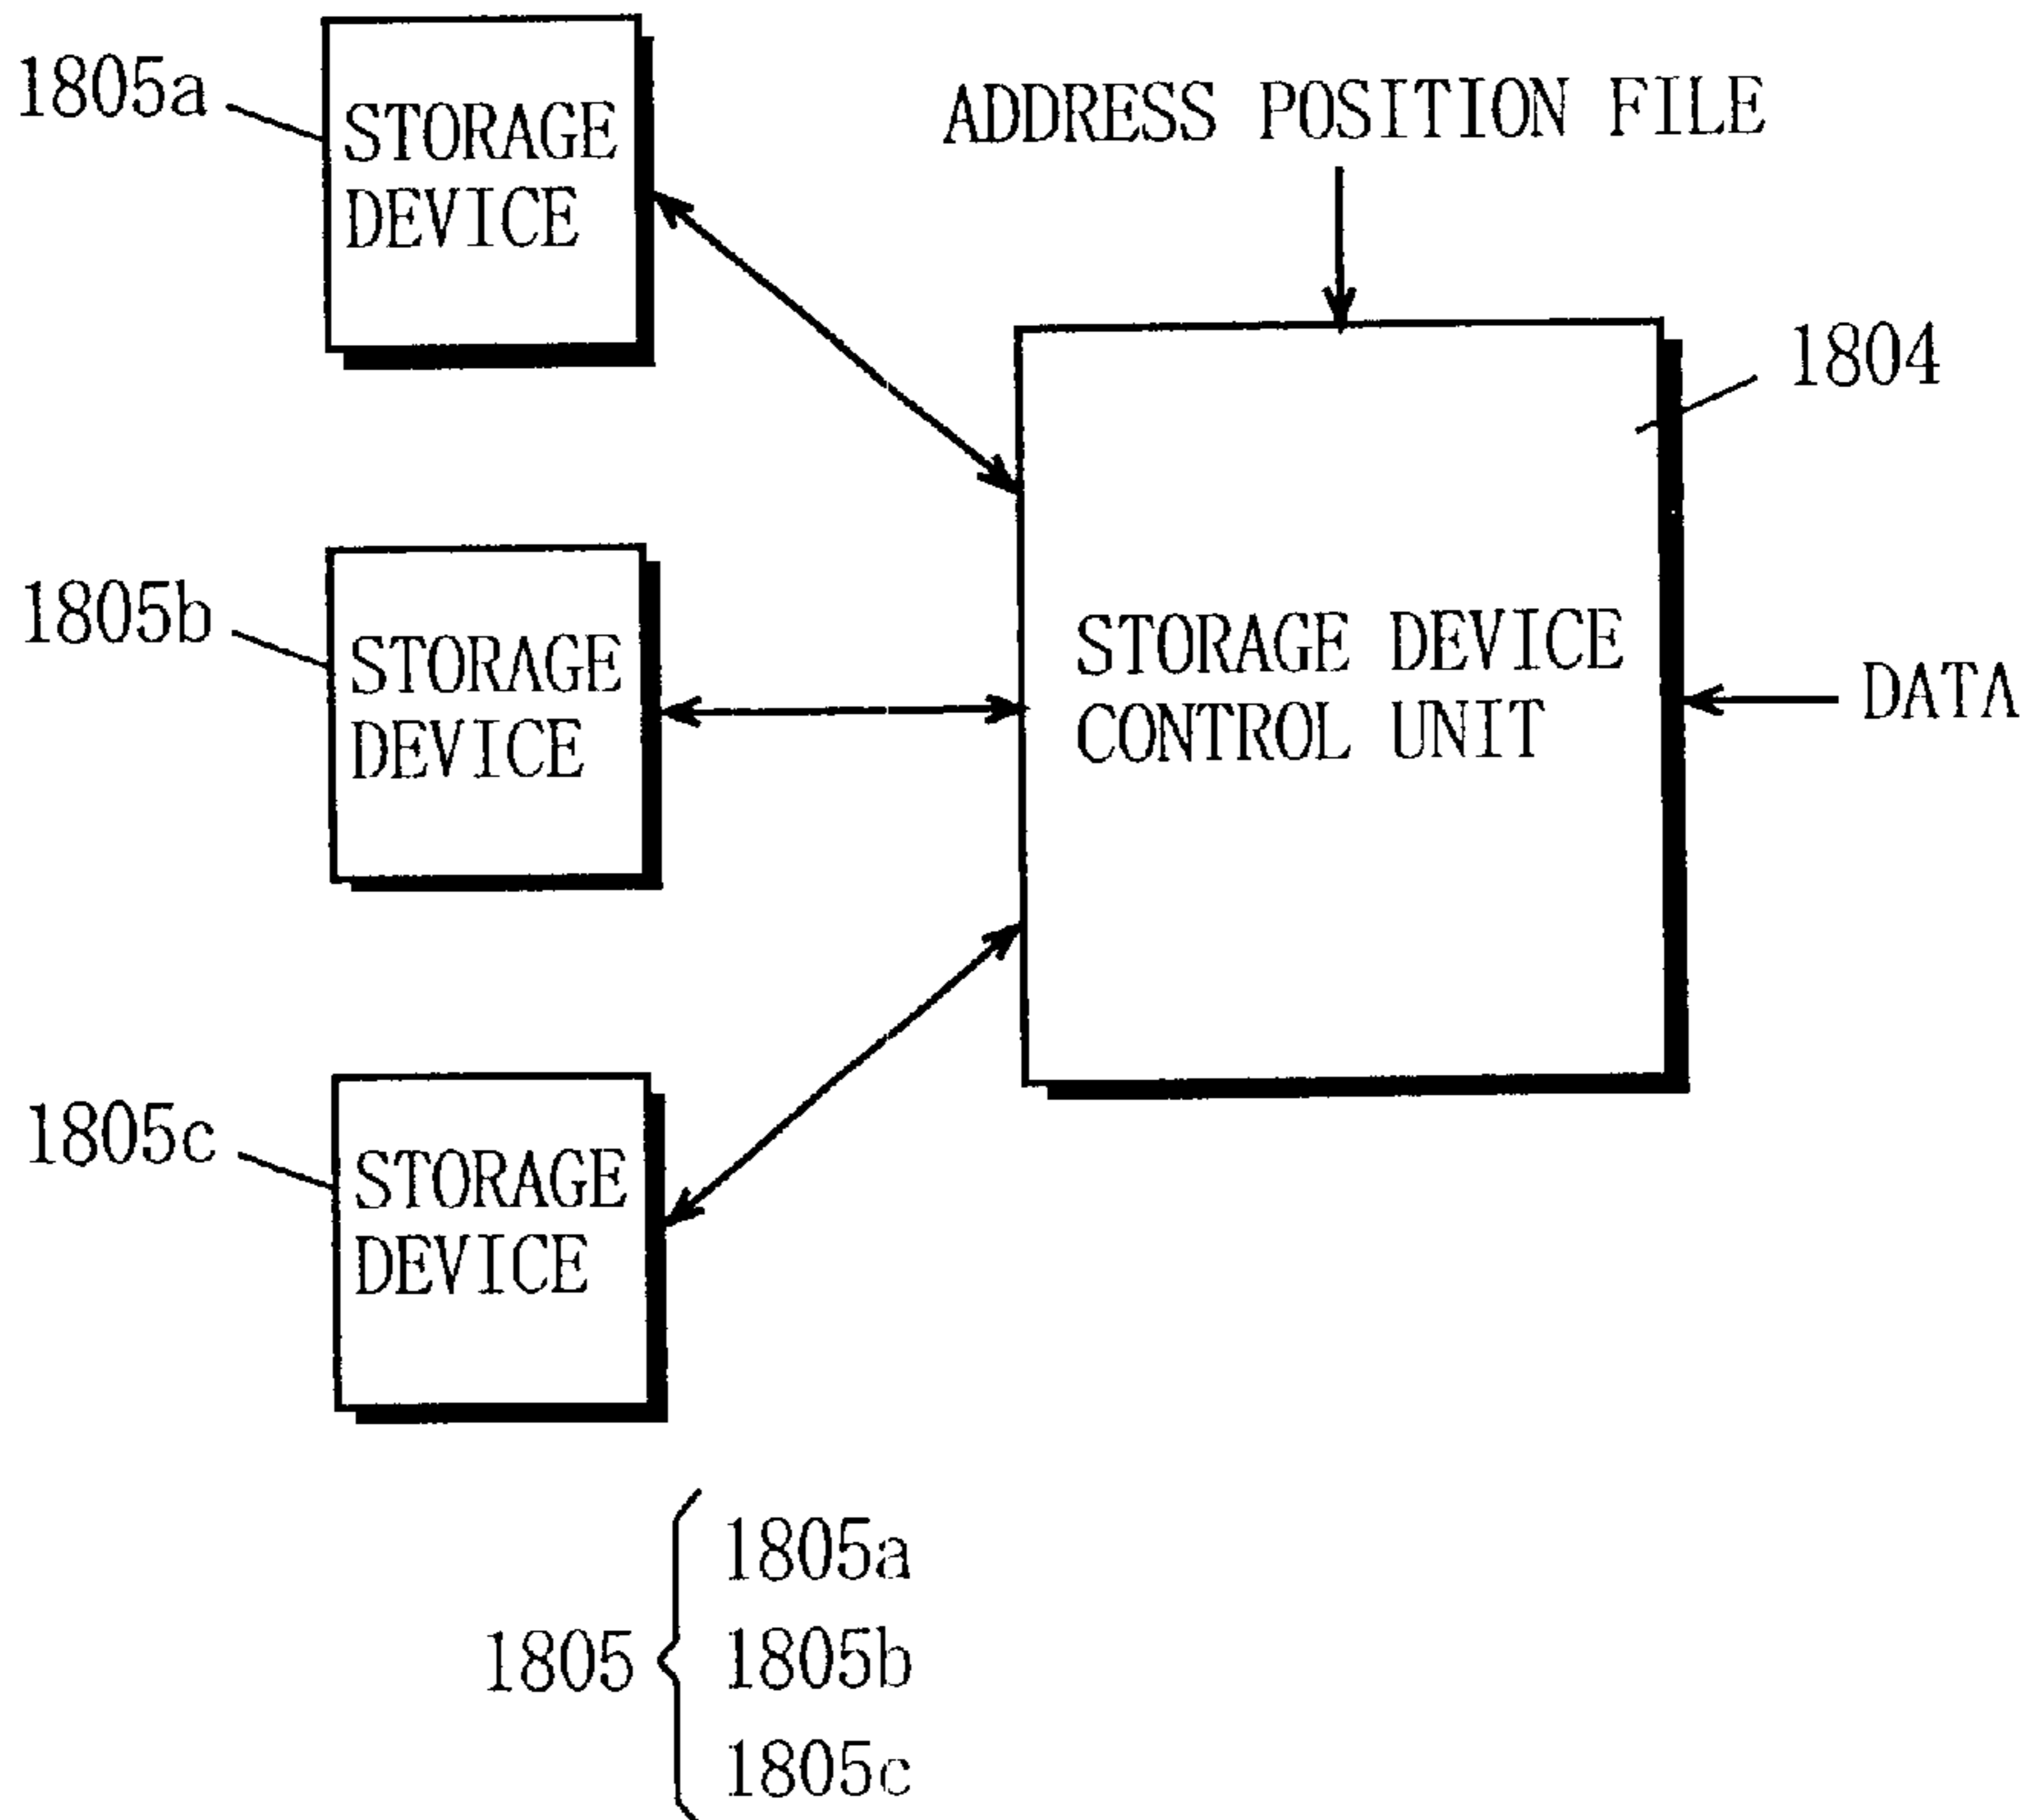 1805a
STORAGE
DEVICE
ADDRESS POSITION FILE
1804
1805b
STORAGE
DEVICE
STORAGE DEVICE
CONTROL UNIT
DATA
1805c
STORAGE
DEVICE
1805
1805a
1805b
1805c